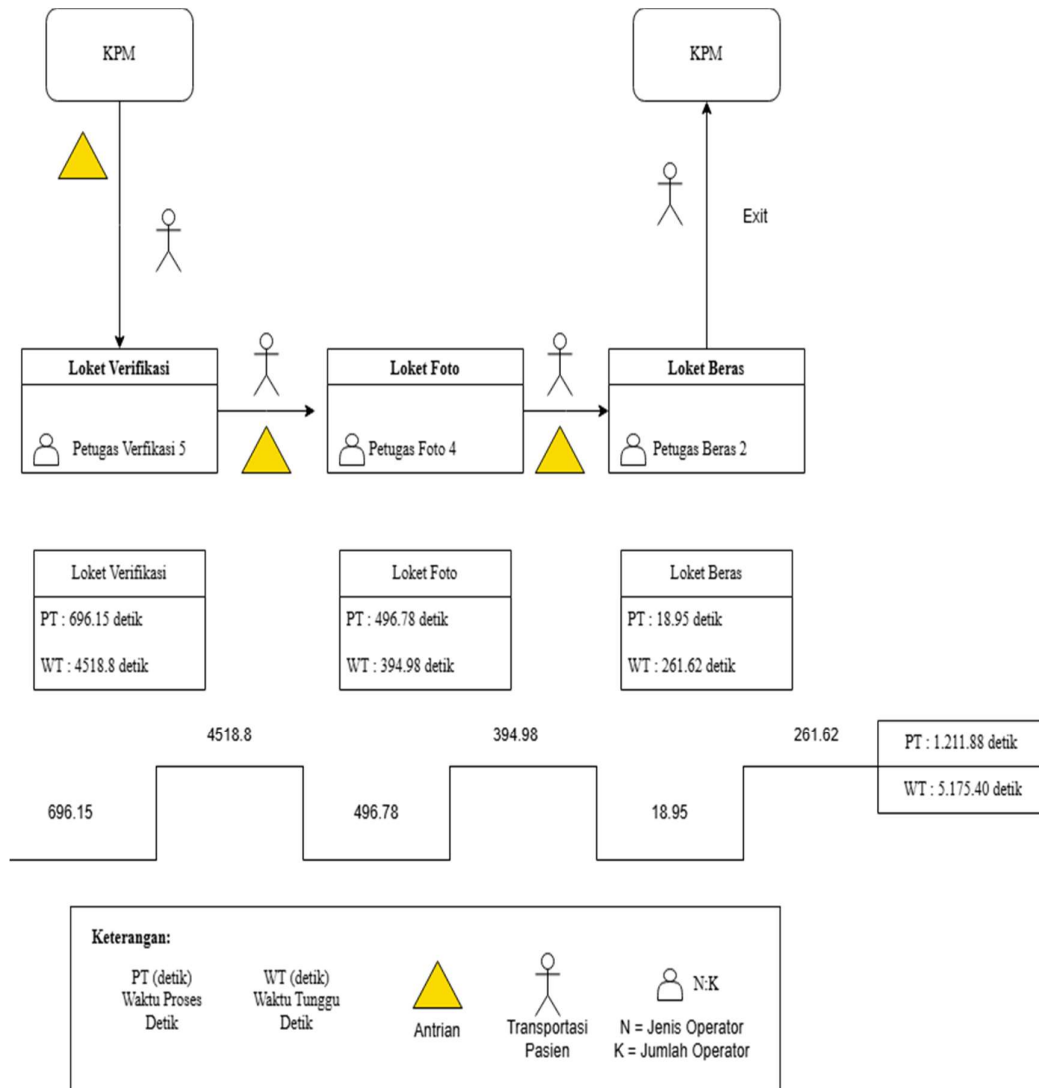 KPM
KPM
Exit
Loket Verifikasi
Petugas Verfikasi 5
Loket Foto
Petugas Foto 4
Loket Beras
Petugas Beras 2
Loket Verifikasi
PT : 696.15 detik
WT : 4518.8 detik
Loket Foto
PT : 496.78 detik
WT : 394.98 detik
Loket Beras
PT : 18.95 detik
WT : 261.62 detik
4518.8
394.98
261.62
696.15
496.78
18.95
PT : 1.211.88 detik
WT : 5.175.40 detik
Keterangan:
PT (detik)
Waktu Proses
Detik
WT (detik)
Waktu Tunggu
Detik
Antrian
Transportasi
Pasien
N:K
N = Jenis Operator
K = Jumlah Operator